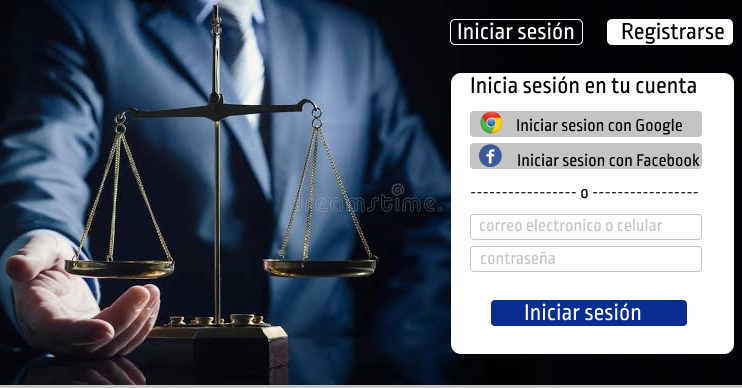 Iniciar sesión
Registrarse
Inicia sesión en tu cuenta
Iniciar sesion con Google
Iniciar sesion con Facebook
----------------- o -----------------
correo electronico o celular
contraseña
Iniciar sesión
dreamstime.